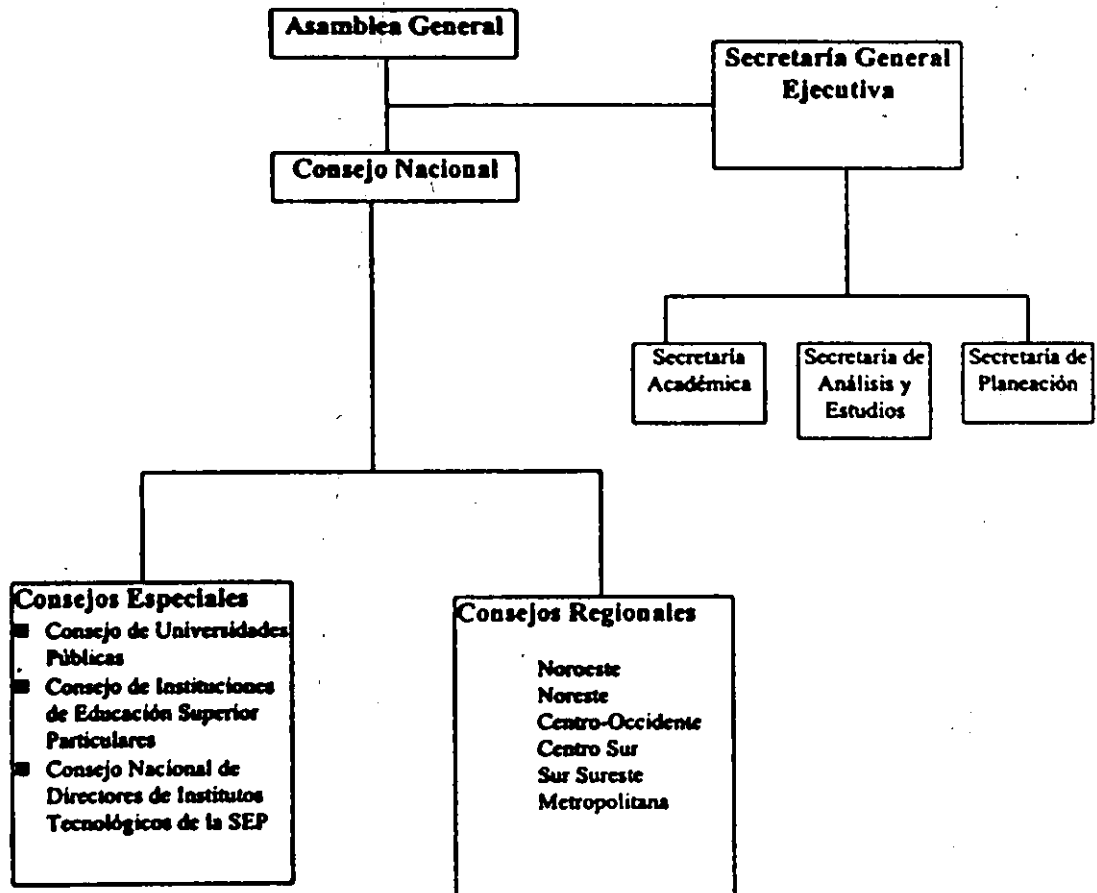 Asamblea General
Secretaría General
Ejecutiva
Consejo Nacional
Secretaría
Académica
Secretaría de
Análisis y
Estudios
Secretaría de
Planeación
Consejos Especiales
■ Consejo de Universidades
Públicas
■ Consejo de Instituciones
de Educación Superior
Particulares
■ Consejo Nacional de
Directores de Institutos
Tecnológicos de la SEP
Consejos Regionales
Noroeste
Noreste
Centro-Occidente
Centro Sur
Sur Sureste
Metropolitana